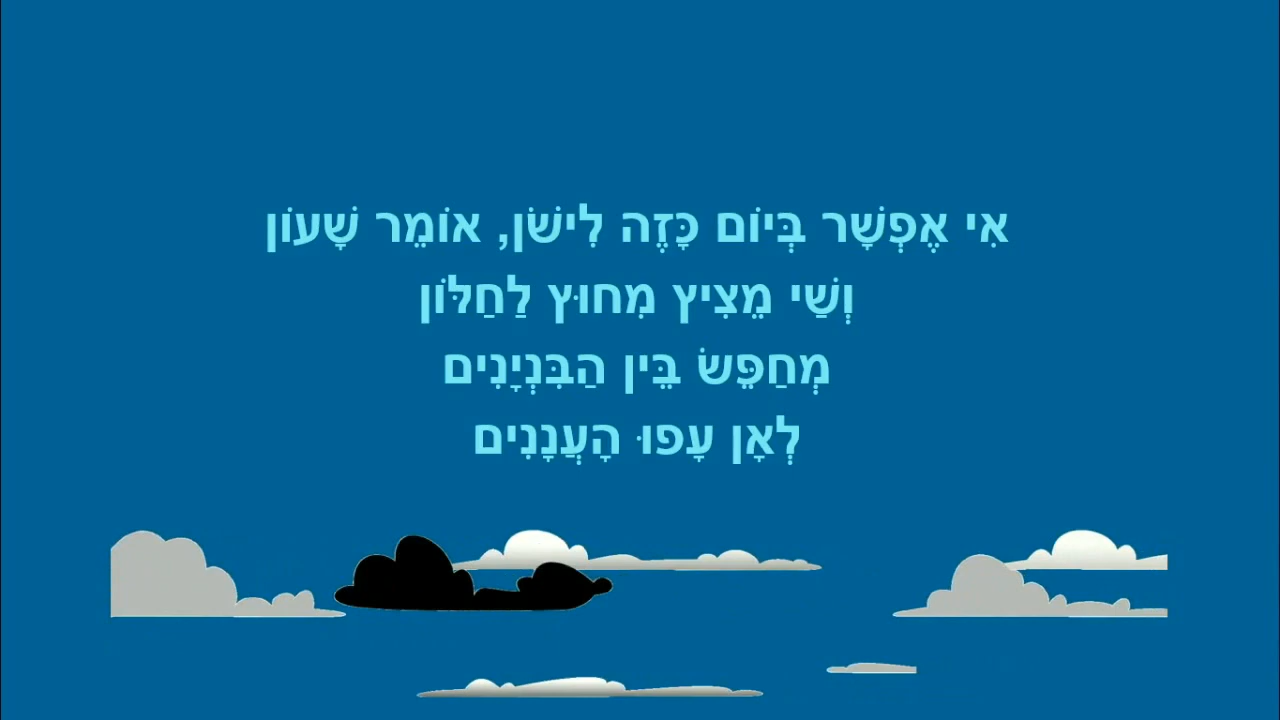 אִי אֶפְשָׁר בְּיוֹם כָּזֶה לִישֹׁן, אוֹמֵר שָׁעוֹן
וְשַׁי מֵצִיץ מִחוּץ לַחַלּוֹן
מְחַפֵּשׂ בֵּין הַבִּנְיָנִים
לְאָן עָפוּ הָעֲנָנִים